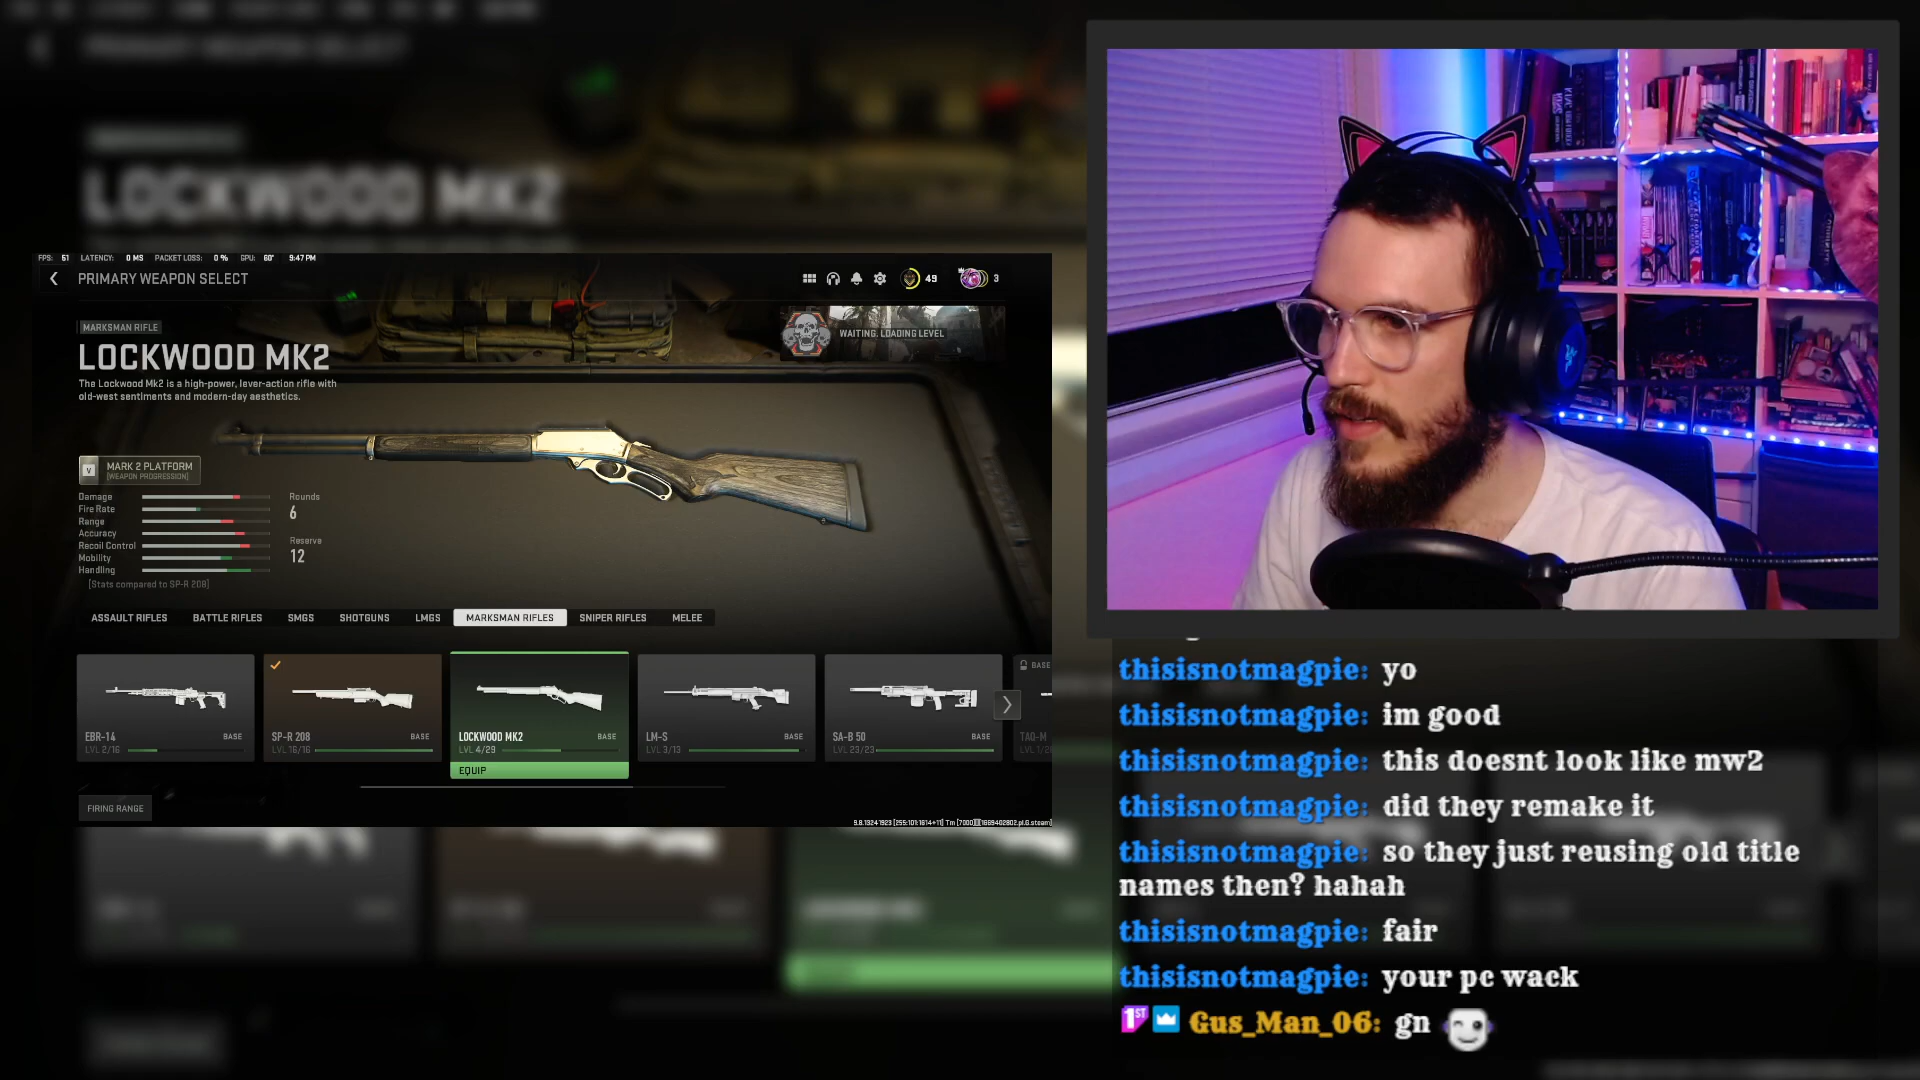 PRIMARY WEAPON SELECT
LOCKWOOD MK2
FPS: 51 LATENCY: 0 MS PACKET LOSS: 0 % GPU: 60° 9:47 PM
PRIMARY WEAPON SELECT
49
3
MARKSMAN RIFLE
WAITING. LOADING LEVEL
LOCKWOOD MK2
The Lockwood Mk2 is a high-power, lever-action rifle with
old-west sentiments and modern-day aesthetics.
V MARK 2 PLATFORM
[WEAPON PROGRESSION]
Damage
Fire Rate
Range
Accuracy
Recoil Control
Mobility
Handling
Rounds
6
Reserve
12
[Stats compared to SP-R 208]
ASSAULT RIFLES BATTLE RIFLES SMGS SHOTGUNS LMGS MARKSMAN RIFLES SNIPER RIFLES MELEE
EBR-14 BASE
LVL 2/16
SP-R 208 BASE
LVL 16/16
LOCKWOOD MK2 BASE
LVL 4/29
EQUIP
LM-S BASE
LVL 3/13
SA-B 50 BASE
LVL 23/23
BASE
TAQ-M
FIRING RANGE
thisisnotmagpie: yo
thisisnotmagpie: im good
thisisnotmagpie: this doesnt look like mw2
thisisnotmagpie: did they remake it
thisisnotmagpie: so they just reusing old title
names then? hahah
thisisnotmagpie: fair
thisisnotmagpie: your pc wack
1ST Gus_Man_06: gn